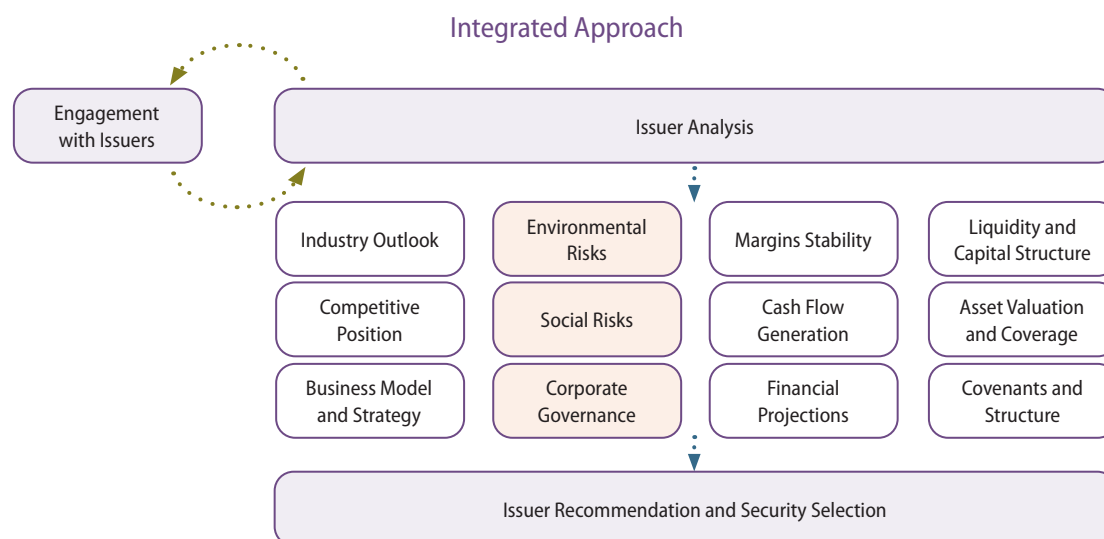 Integrated Approach
Engagement
with Issuers
Issuer Analysis
Industry Outlook
Environmental
Risks
Margins Stability
Liquidity and
Capital Structure
Competitive
Position
Social Risks
Cash Flow
Generation
Asset Valuation
and Coverage
Business Model
and Strategy
Corporate
Governance
Financial
Projections
Covenants and
Structure
Issuer Recommendation and Security Selection